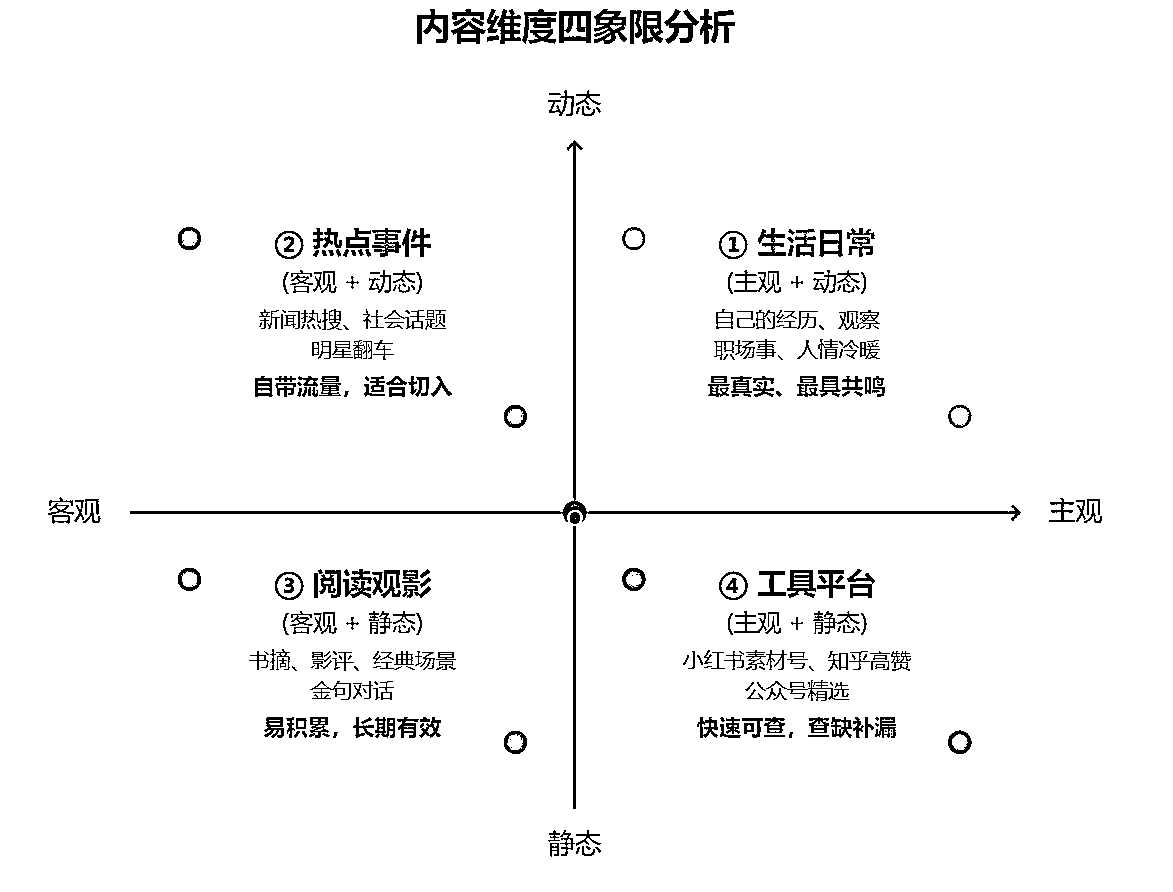 内容维度四象限分析
动态
② 热点事件
(客观 + 动态)
新闻热搜、社会话题
明星翻车
自带流量，适合切入
① 生活日常
(主观 + 动态)
自己的经历、观察
职场事、人情冷暖
最真实、最具共鸣
客观
主观
③ 阅读观影
(客观 + 静态)
书摘、影评、经典场景
金句对话
易积累，长期有效
④ 工具平台
(主观 + 静态)
小红书素材号、知乎高赞
公众号精选
快速可查，查缺补漏
静态